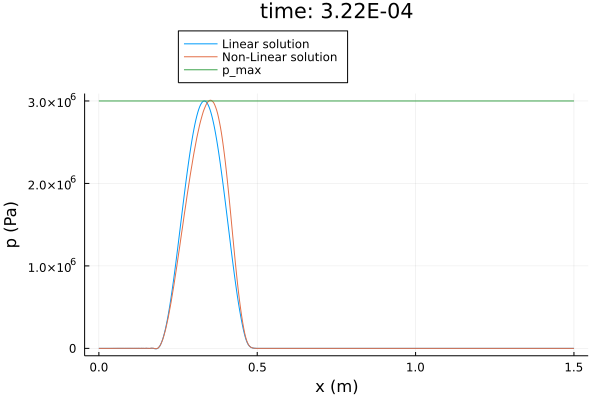 time: 3.22E-04
Linear solution
Non-Linear solution
p_max
3.0×10⁶
2.0×10⁶
1.0×10⁶
0
p (Pa)
0.0 0.5 1.0 1.5
x (m)